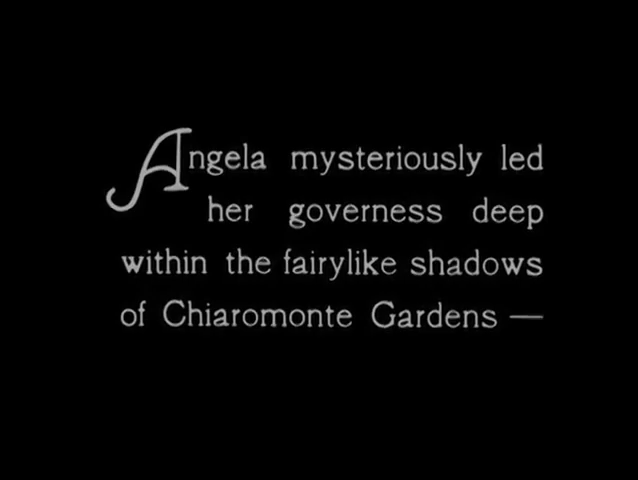 Angela mysteriously led
her governess deep
within the fairylike shadows
of Chiaromonte Gardens —